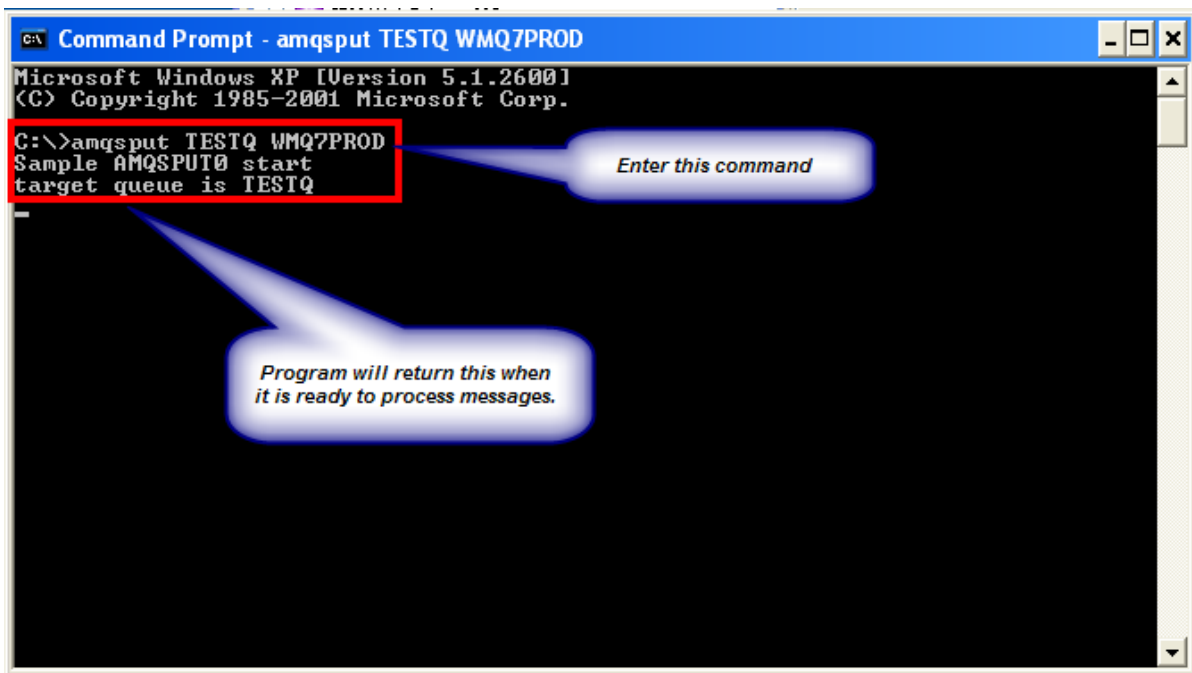 Command Prompt - amqsput TESTQ WMQ7PROD
Microsoft Windows XP [Version 5.1.2600]
(C) Copyright 1985-2001 Microsoft Corp.
C:\>amqsput TESTQ WMQ7PROD
Sample AMQSPUT0 start
target queue is TESTQ
Enter this command
Program will return this when
it is ready to process messages.